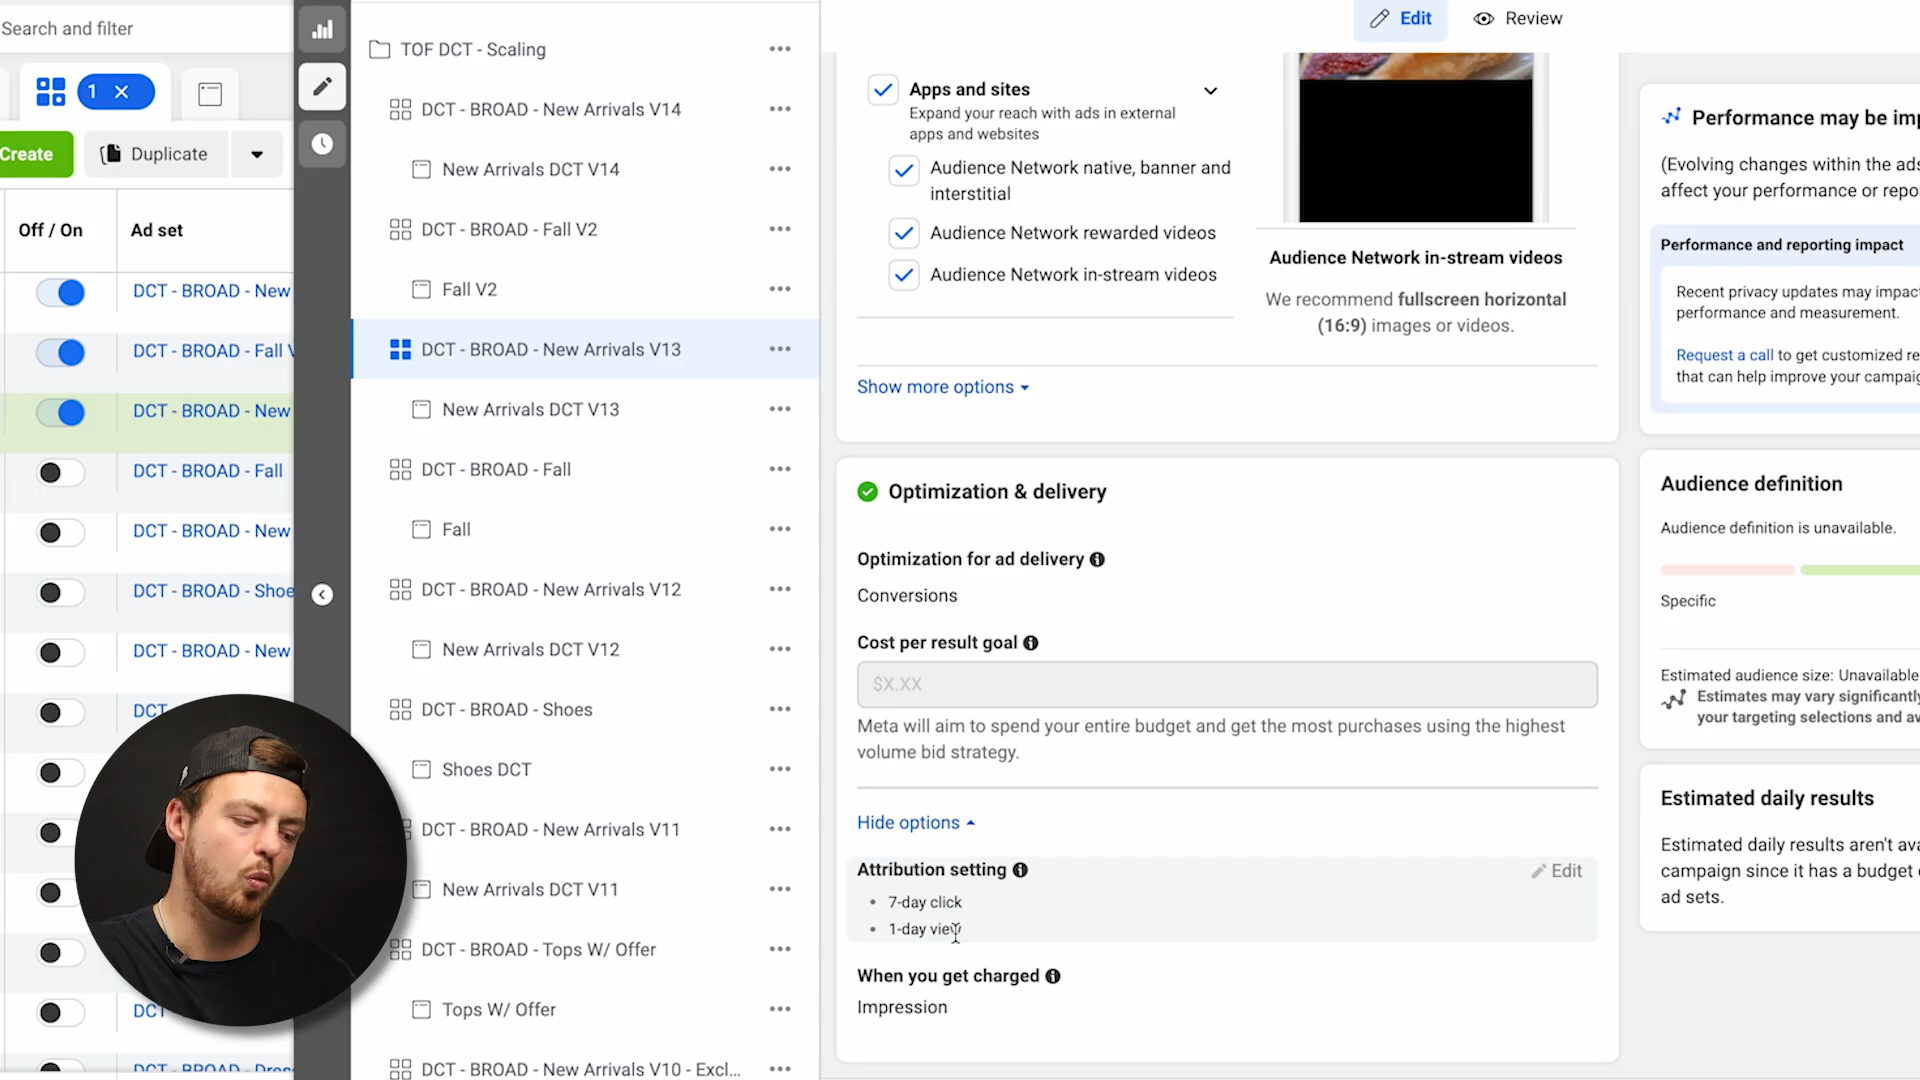 Search and filter
1
Create
Duplicate
Off / On
Ad set
DCT - BROAD - New
DCT - BROAD - Fall V
DCT - BROAD - New
DCT - BROAD - Fall
DCT - BROAD - New
DCT - BROAD - Shoe
DCT - BROAD - New
DCT
DCT
DCT - BROAD - Dres
TOF DCT - Scaling
DCT - BROAD - New Arrivals V14
New Arrivals DCT V14
DCT - BROAD - Fall V2
Fall V2
DCT - BROAD - New Arrivals V13
New Arrivals DCT V13
DCT - BROAD - Fall
Fall
DCT - BROAD - New Arrivals V12
New Arrivals DCT V12
DCT - BROAD - Shoes
Shoes DCT
DCT - BROAD - New Arrivals V11
New Arrivals DCT V11
DCT - BROAD - Tops W/ Offer
Tops W/ Offer
DCT - BROAD - New Arrivals V10 - Excl...
Edit
Review
Apps and sites
Expand your reach with ads in external
apps and websites
Audience Network native, banner and
interstitial
Audience Network rewarded videos
Audience Network in-stream videos
Audience Network in-stream videos
We recommend fullscreen horizontal
(16:9) images or videos.
Show more options
Optimization & delivery
Optimization for ad delivery
Conversions
Cost per result goal
$X.XX
Meta will aim to spend your entire budget and get the most purchases using the highest
volume bid strategy.
Hide options
Attribution setting
Edit
• 7-day click
• 1-day view
When you get charged
Impression
Performance may be imp
(Evolving changes within the ads
affect your performance or repo
Performance and reporting impact
Recent privacy updates may impact
performance and measurement.
Request a call to get customized re
that can help improve your campaig
Audience definition
Audience definition is unavailable.
Specific
Estimated audience size: Unavailable
Estimates may vary significantly
your targeting selections and av
Estimated daily results
Estimated daily results aren't ava
campaign since it has a budget o
ad sets.